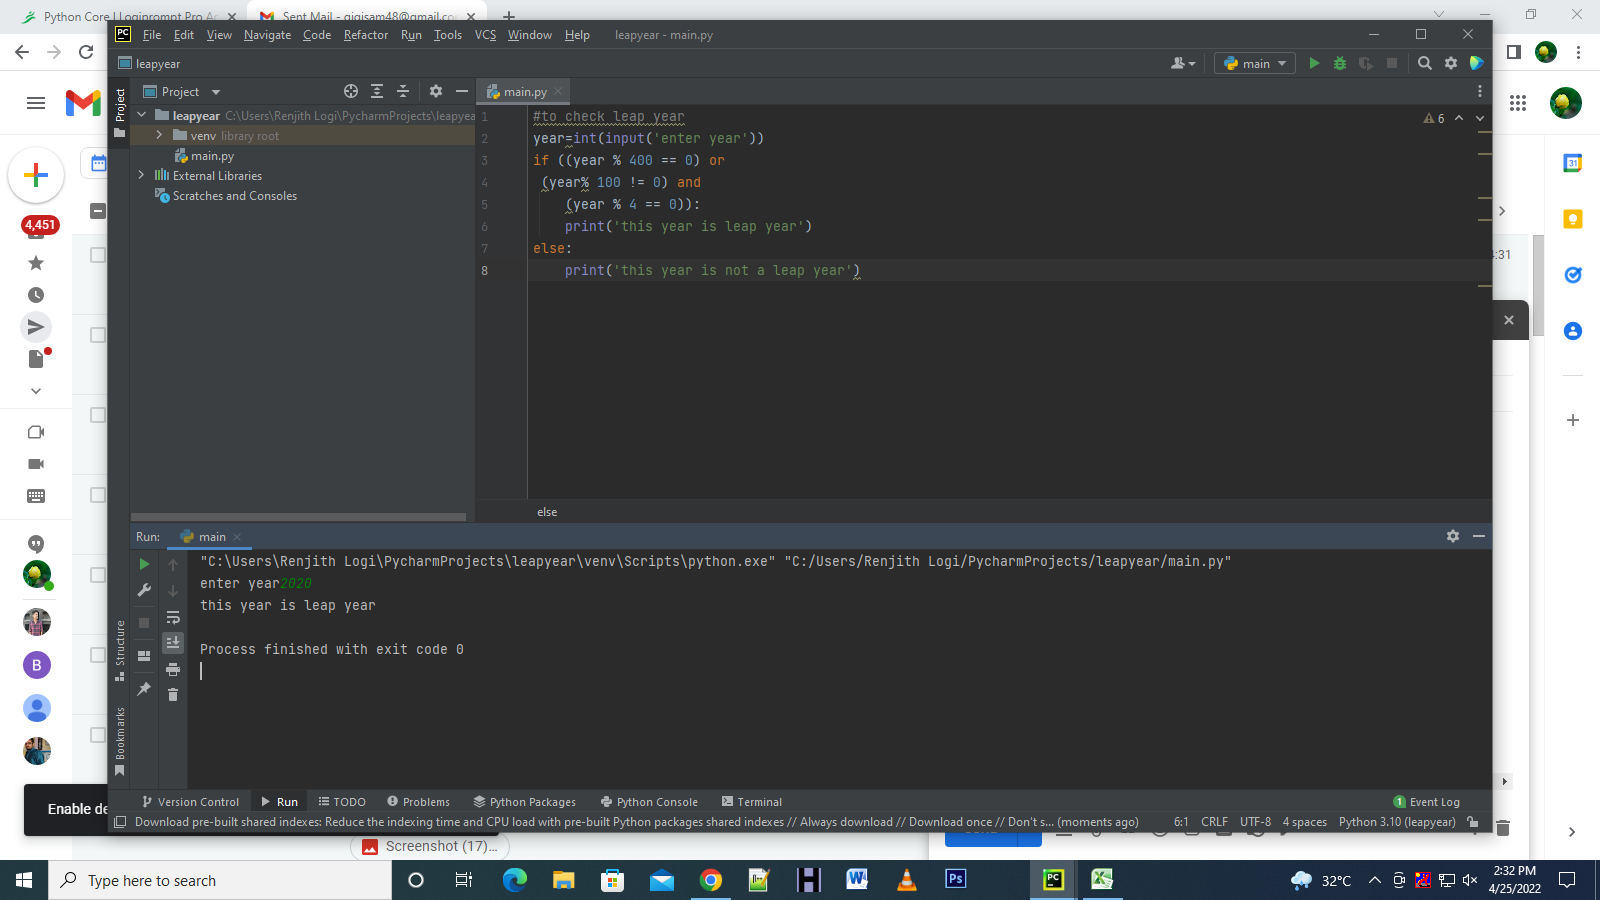 Python Core | Logiprompt Pro Ac
Sent Mail - gigisam48@gmail.co
PC File Edit View Navigate Code Refactor Run Tools VCS Window Help leapyear - main.py
leapyear
main
Project
Project
main.py
leapyear C:\Users\Renjith Logi\PycharmProjects\leapyea
venv library root
main.py
External Libraries
Scratches and Consoles
1 #to check leap year
2 year=int(input('enter year'))
3 if ((year % 400 == 0) or
4 (year% 100 != 0) and
5 (year % 4 == 0)):
6 print('this year is leap year')
7 else:
8 print('this year is not a leap year')
6
else
4,451
31
:31
B
Enable de
Run: main
"C:\Users\Renjith Logi\PycharmProjects\leapyear\venv\Scripts\python.exe" "C:/Users/Renjith Logi/PycharmProjects/leapyear/main.py"
enter year2020
this year is leap year
Process finished with exit code 0
Structure
Bookmarks
Version Control Run TODO Problems Python Packages Python Console Terminal 1 Event Log
Download pre-built shared indexes: Reduce the indexing time and CPU load with pre-built Python packages shared indexes // Always download // Download once // Don't s... (moments ago) 6:1 CRLF UTF-8 4 spaces Python 3.10 (leapyear)
Screenshot (17)...
Type here to search
H
W
Ps
PC
32°C
2:32 PM
4/25/2022